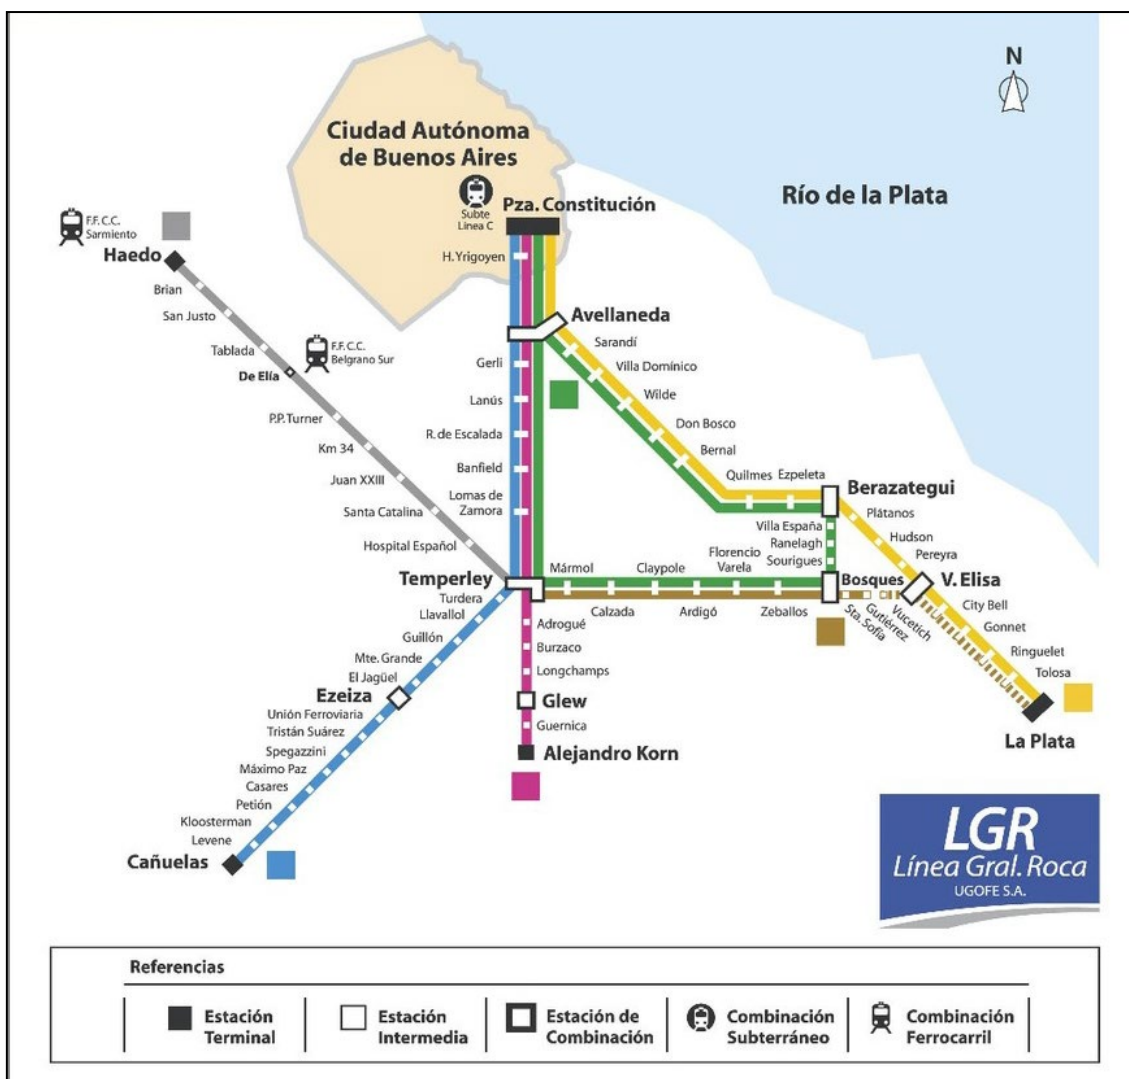 N
Ciudad Autónoma
de Buenos Aires
Río de la Plata
Subte
Linea C
Pza. Constitución
F.F.C.C.
Sarmiento
Haedo
H. Yrigoyen
Brian
San Justo
Tablada
De Elía
F.F.C.C.
Belgrano Sur
P.P. Turner
Km 34
Juan XXIII
Santa Catalina
Hospital Español
Avellaneda
Gerli
Lanús
R. de Escalada
Banfield
Lomas de
Zamora
Sarandí
Villa Domínico
Wilde
Don Bosco
Bernal
Quilmes
Ezpeleta
Berazategui
Villa España
Ranelagh
Sourigues
Plátanos
Hudson
Pereyra
Temperley
Mármol
Claypole
Florencio
Varela
Bosques
V. Elisa
Calzada
Ardigó
Zeballos
Sta. Sofía
Gutiérrez
Vucetich
City Bell
Gonnet
Ringuelet
Tolosa
La Plata
Turdera
Llavallol
Guillón
Mte. Grande
El Jagüel
Ezeiza
Unión Ferroviaria
Tristán Suárez
Spegazzini
Máximo Paz
Casares
Petión
Kloosterman
Levene
Cañuelas
Adrogué
Burzaco
Longchamps
Glew
Guernica
Alejandro Korn
LGR
Línea Gral. Roca
UGOFE S.A.
Referencias
Estación
Terminal
Estación
Intermedia
Estación de
Combinación
Combinación
Subterráneo
Combinación
Ferrocarril